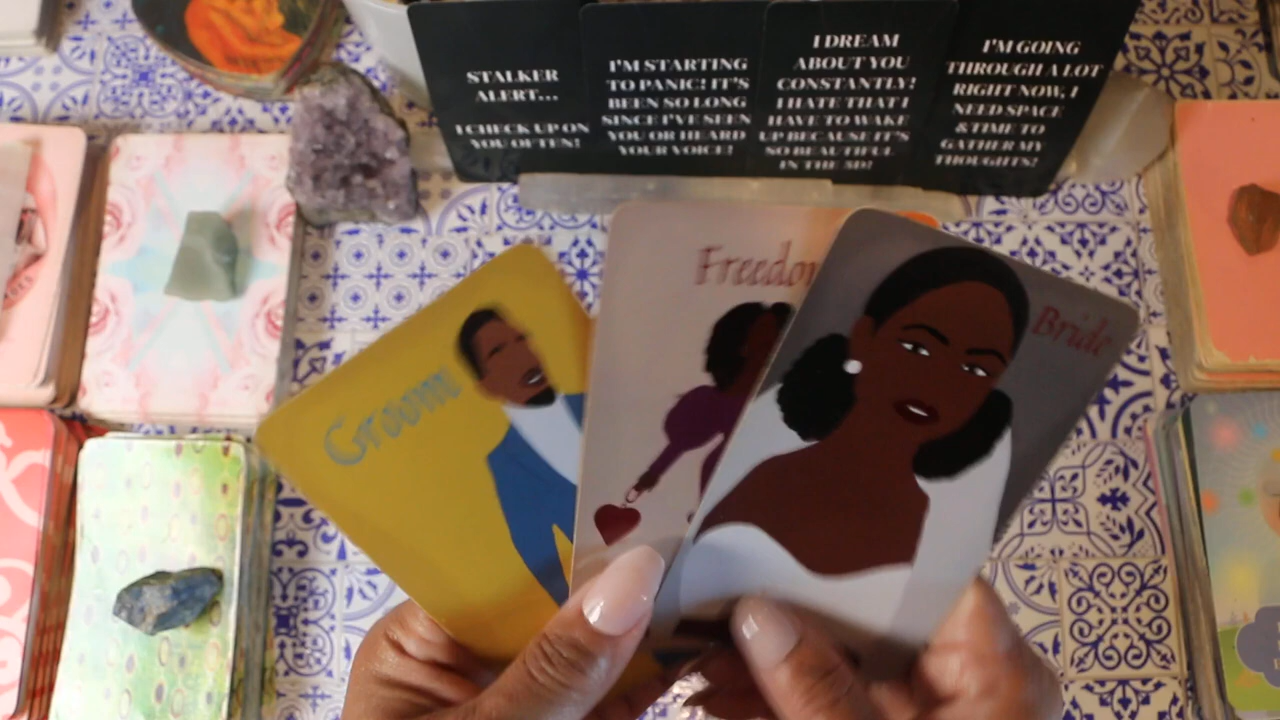 STALKER
ALERT...
I CHECK UP ON
YOU OFTEN!
I'M STARTING
TO PANIC! IT'S
BEEN SO LONG
SINCE I'VE SEEN
YOU OR HEARD
YOUR VOICE!
I DREAM
ABOUT YOU
CONSTANTLY!
I HATE THAT I
HAVE TO WAKE
UP BECAUSE IT'S
SO BEAUTIFUL
IN THE 5D!
I'M GOING
THROUGH A LOT
RIGHT NOW, I
NEED SPACE
& TIME TO
GATHER MY
THOUGHTS!
Groom
Freedom
Bride